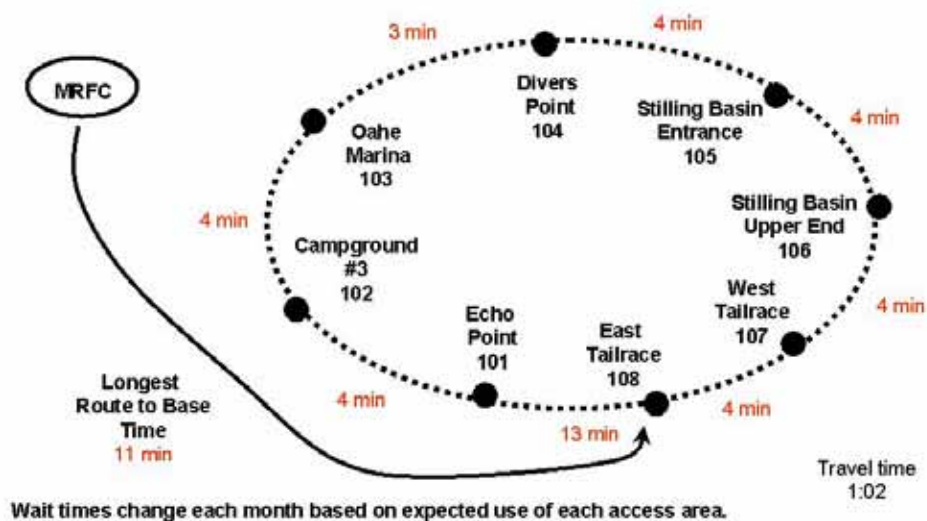 3 min
4 min
MRFC
Divers
Point
104
Stilling Basin
Entrance
105
4 min
Oahe
Marina
103
4 min
Stilling Basin
Upper End
106
Campground
#3
102
West
Tailrace
107
4 min
Echo
Point
101
East
Tailrace
108
Longest
Route to Base
Time
11 min
4 min
4 min
13 min
Travel time
1:02
Wait times change each month based on expected use of each access area.